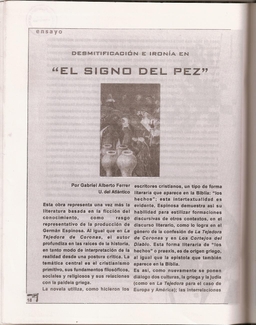 ensayo
DESMITIFICACIÓN E IRONÍA EN
"EL SIGNO DEL PEZ"
Por Gabriel Alberto Ferrer
U. del Atlántico
Esta obra representa una vez más la
literatura basada en la ficción del
conocimiento, como rasgo
representativo de la producción de
Germán Espinosa. Al igual que en La
Tejedora de Coronas, el autor
profundiza en las raíces de la historia,
en tanto modo de interpretación de la
realidad desde una postura crítica. La
temática central es el cristianismo
primitivo, sus fundamentos filosóficos,
sociales y religiosos y sus relaciones
con la paideia griega.
La novela utiliza, como hicieron los
escritores cristianos, un tipo de forma
literaria que aparece en la Biblia: "los
hechos"; esta intertextualidad es
evidente. Espinosa demuestra así su
habilidad para estilizar formaciones
discursivas de otros contextos, en el
discurso literario, como lo logra en el
género de la confesión de La Tejedora
de Coronas y en Los Cortejos del
Diablo. Esta forma literaria de "los
hechos" o praxeis, es de origen griego,
al igual que la epístola que también
aparece en la Biblia.
Es así, como nuevamente se ponen
diálogo dos culturas, la griega y la judía
(como en La Tejedora para el caso de
Europa y América); las interrelaciones